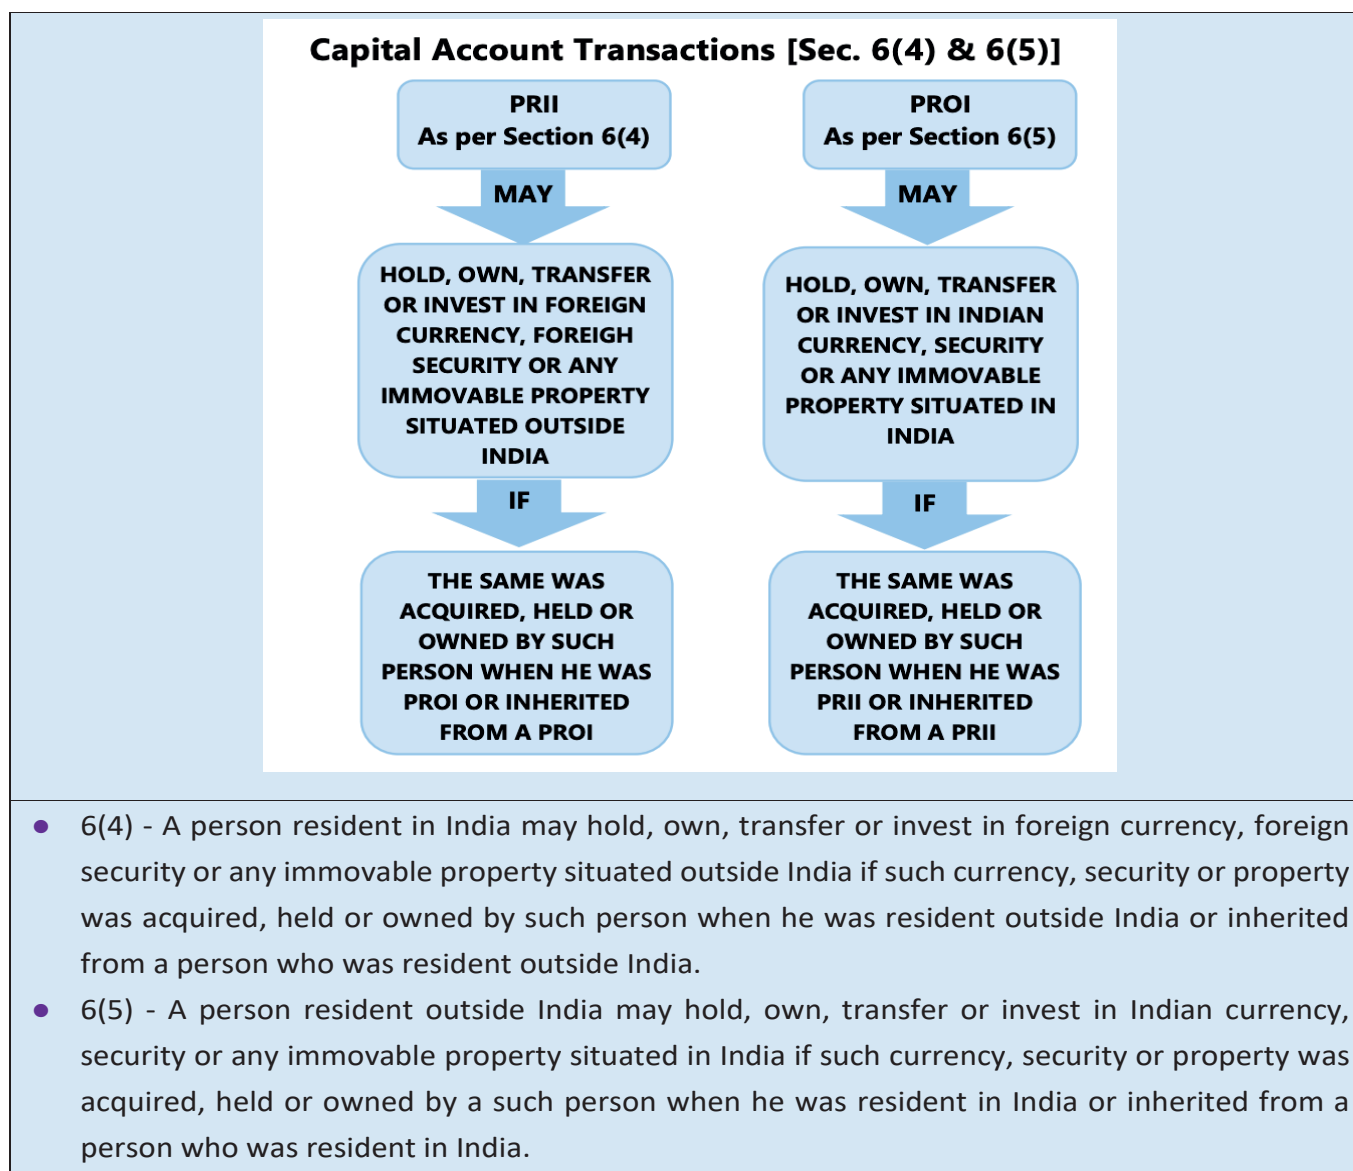 Capital Account Transactions [Sec. 6(4) & 6(5)]
PRII
As per Section 6(4)
MAY
HOLD, OWN, TRANSFER
OR INVEST IN FOREIGN
CURRENCY, FOREIGH
SECURITY OR ANY
IMMOVABLE PROPERTY
SITUATED OUTSIDE
INDIA
IF
THE SAME WAS
ACQUIRED, HELD OR
OWNED BY SUCH
PERSON WHEN HE WAS
PROI OR INHERITED
FROM A PROI
PROI
As per Section 6(5)
MAY
HOLD, OWN, TRANSFER
OR INVEST IN INDIAN
CURRENCY, SECURITY
OR ANY IMMOVABLE
PROPERTY SITUATED IN
INDIA
IF
THE SAME WAS
ACQUIRED, HELD OR
OWNED BY SUCH
PERSON WHEN HE WAS
PRII OR INHERITED
FROM A PRII
● 6(4) - A person resident in India may hold, own, transfer or invest in foreign currency, foreign
security or any immovable property situated outside India if such currency, security or property
was acquired, held or owned by such person when he was resident outside India or inherited
from a person who was resident outside India.
● 6(5) - A person resident outside India may hold, own, transfer or invest in Indian currency,
security or any immovable property situated in India if such currency, security or property was
acquired, held or owned by a such person when he was resident in India or inherited from a
person who was resident in India.